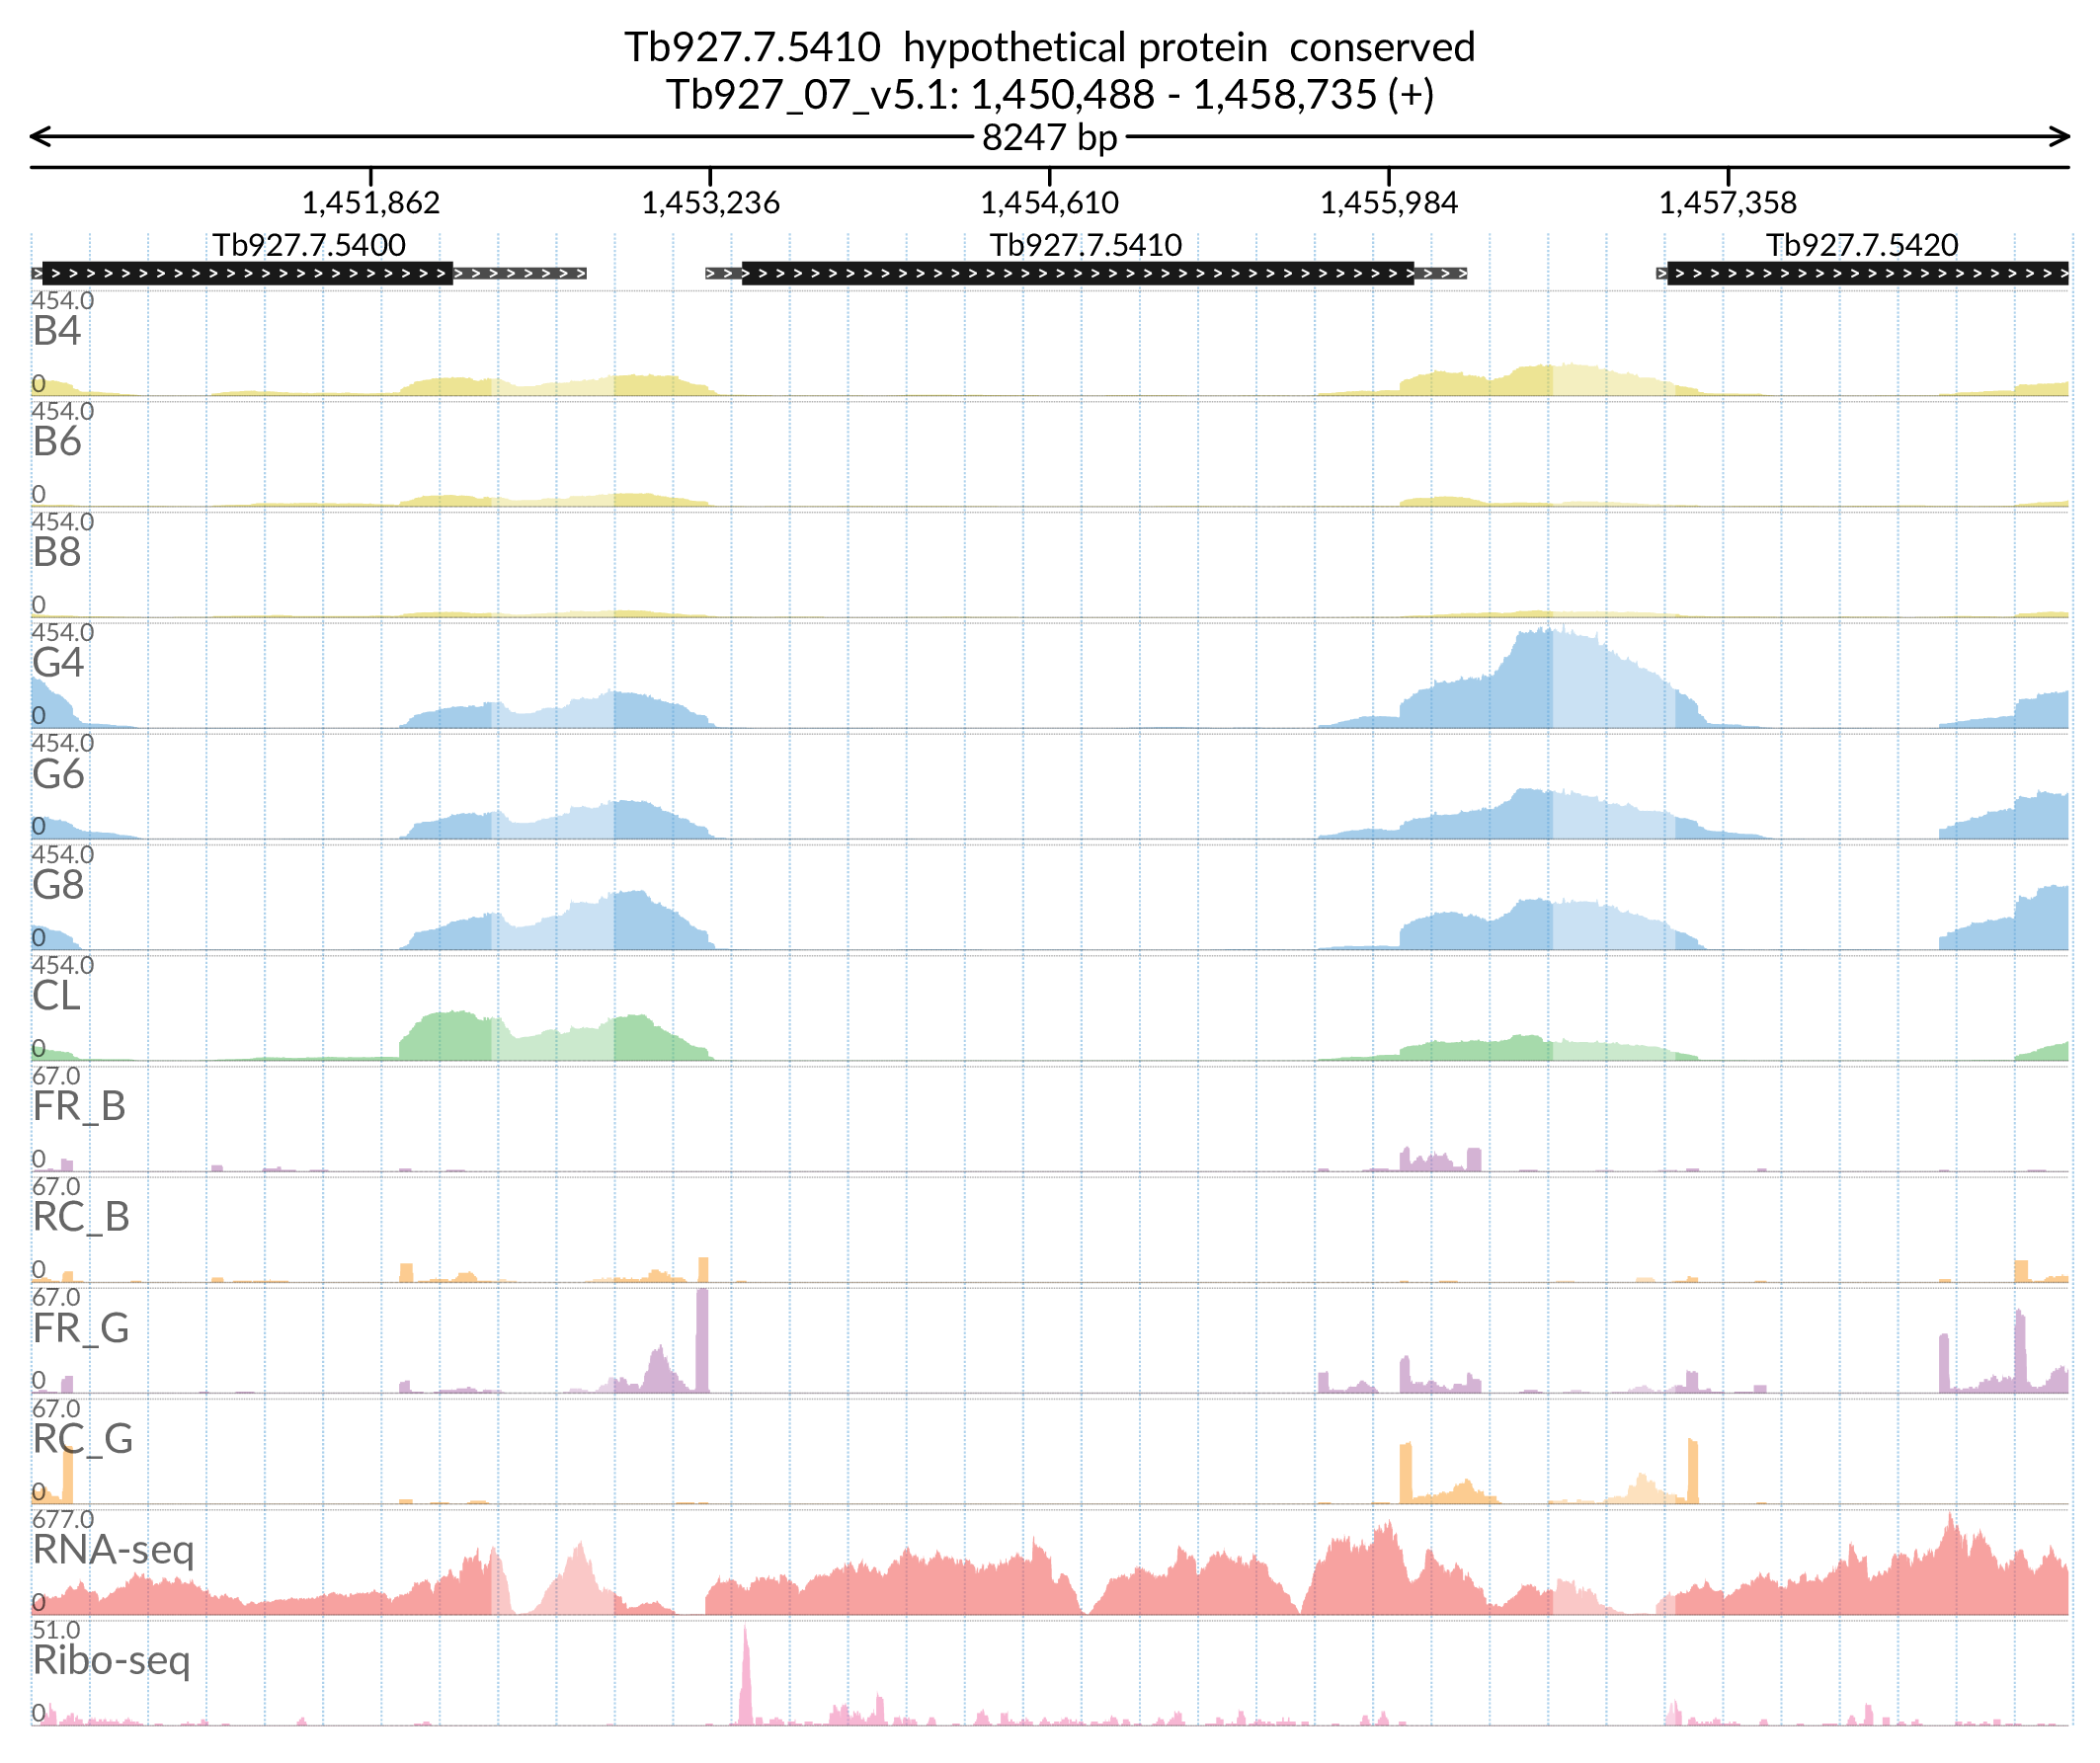 Tb927.7.5410  hypothetical protein  conserved
Tb927_07_v5.1: 1,450,488 - 1,458,735 (+)
8247 bp
1,451,862 1,453,236 1,454,610 1,455,984 1,457,358
Tb927.7.5400 Tb927.7.5410 Tb927.7.5420
454.0
B4
0
454.0
B6
0
454.0
B8
0
454.0
G4
0
454.0
G6
0
454.0
G8
0
454.0
CL
0
67.0
FR_B
0
67.0
RC_B
0
67.0
FR_G
0
67.0
RC_G
0
677.0
RNA-seq
0
51.0
Ribo-seq
0